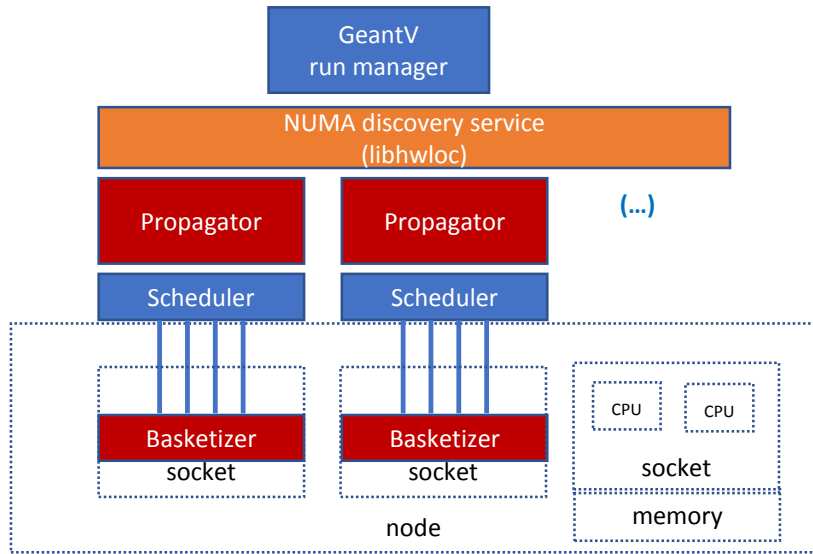 GeantV
run manager
NUMA discovery service
(libhwloc)
Propagator
Propagator
(...)
Scheduler
Scheduler
CPU
CPU
Basketizer
Basketizer
socket
socket
socket
memory
node